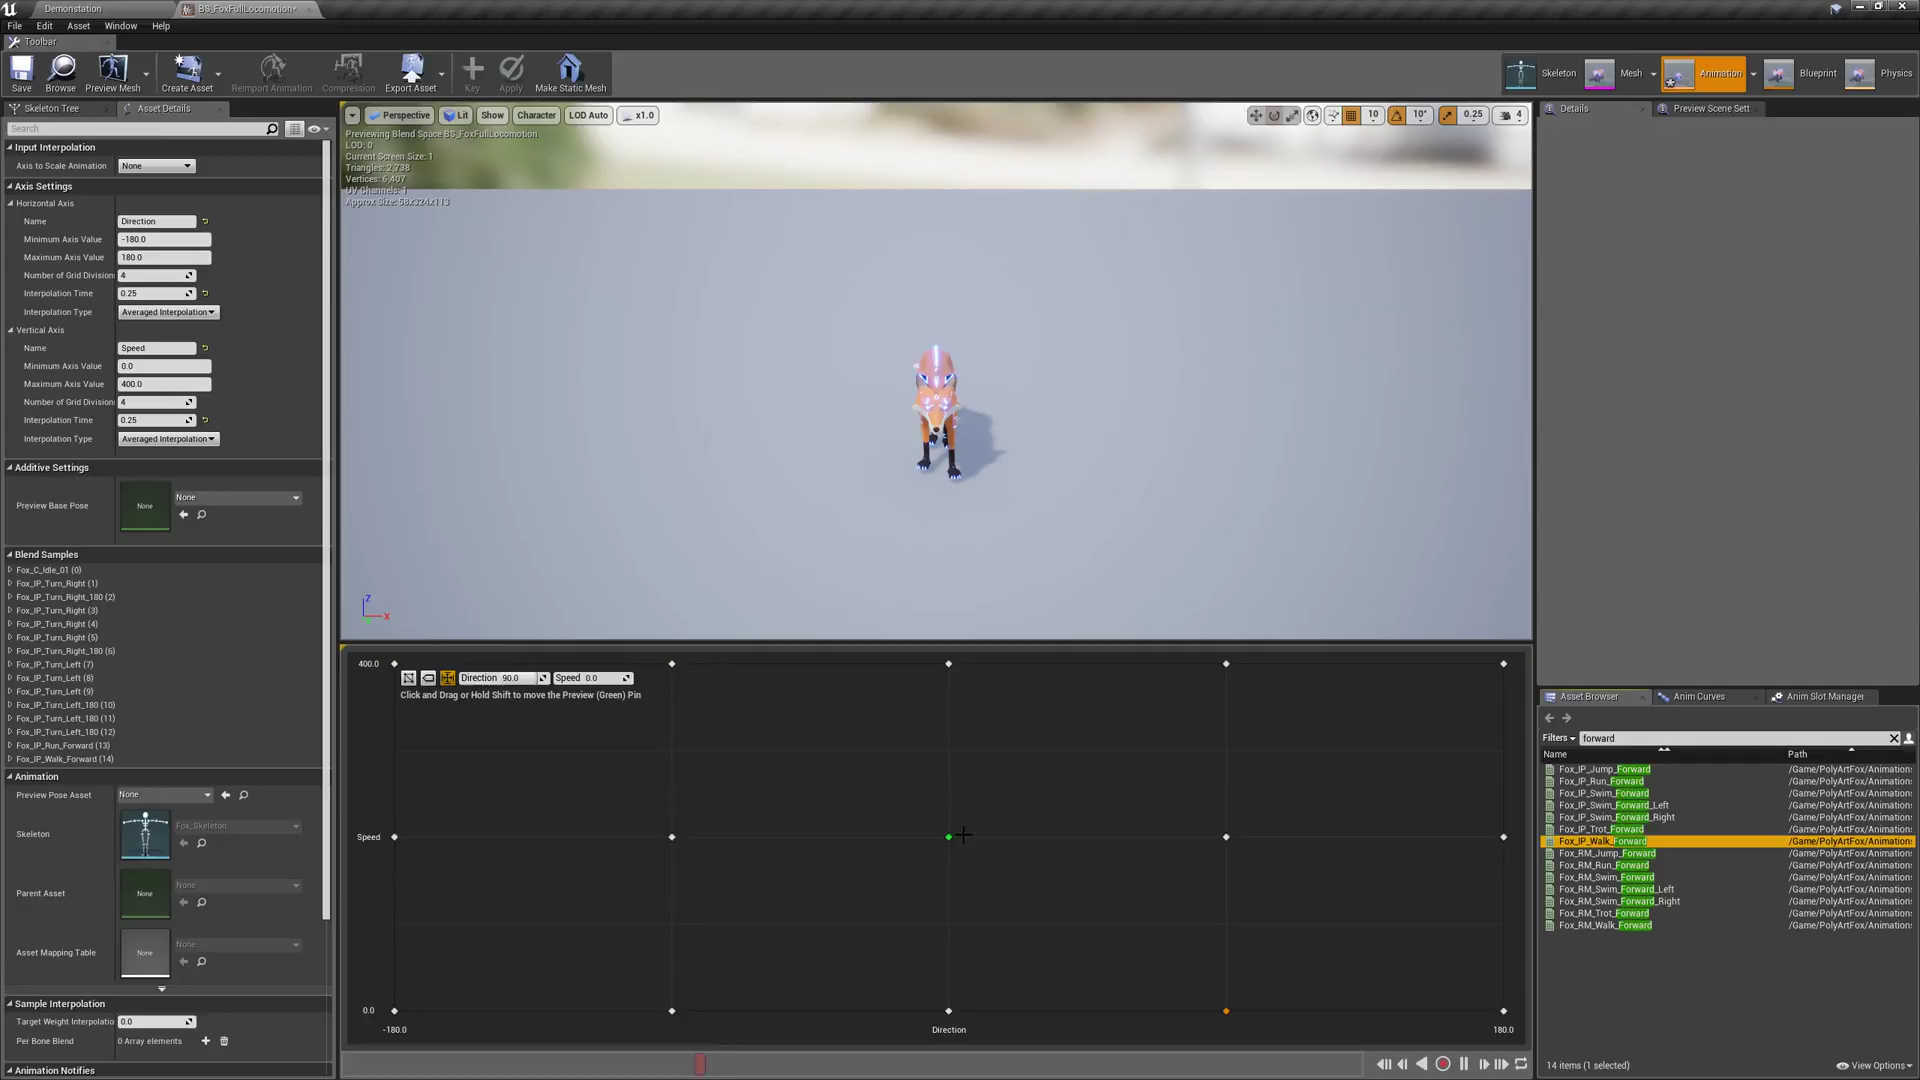 Demonstation
BS_FoxFullLocomotion*
File Edit Asset Window Help
Toolbar
Save
Browse
Preview Mesh
Create Asset
Reimport Animation
Compression
Export Asset
Key
Apply
Make Static Mesh
Skeleton
Mesh
Animation
Blueprint
Physics
Skeleton Tree
Asset Details
Search
Input Interpolation
Axis to Scale Animation None
Axis Settings
Horizontal Axis
Name Direction
Minimum Axis Value -180.0
Maximum Axis Value 180.0
Number of Grid Division 4
Interpolation Time 0.25
Interpolation Type Averaged Interpolation
Vertical Axis
Name Speed
Minimum Axis Value 0.0
Maximum Axis Value 400.0
Number of Grid Division 4
Interpolation Time 0.25
Interpolation Type Averaged Interpolation
Additive Settings
Preview Base Pose None None
Blend Samples
Fox_C_Idle_01 (0)
Fox_IP_Turn_Right (1)
Fox_IP_Turn_Right_180 (2)
Fox_IP_Turn_Right (3)
Fox_IP_Turn_Right (4)
Fox_IP_Turn_Right (5)
Fox_IP_Turn_Right_180 (6)
Fox_IP_Turn_Left (7)
Fox_IP_Turn_Left (8)
Fox_IP_Turn_Left (9)
Fox_IP_Turn_Left_180 (10)
Fox_IP_Turn_Left_180 (11)
Fox_IP_Turn_Left_180 (12)
Fox_IP_Run_Forward (13)
Fox_IP_Walk_Forward (14)
Animation
Preview Pose Asset None
Skeleton Fox_Skeleton
Parent Asset None None
Asset Mapping Table None None
Sample Interpolation
Target Weight Interpolatio 0.0
Per Bone Blend 0 Array elements
Animation Notifies
Perspective Lit Show Character LOD Auto x1.0
10 10° 0.25 4
Previewing Blend Space BS_FoxFullLocomotion
LOD: 0
Current Screen Size: 1
Triangles: 2,738
Vertices: 6,407
UV Channels: 1
Approx Size: 58x324x113
Z
X
400.0
Direction 90.0 Speed 0.0
Click and Drag or Hold Shift to move the Preview (Green) Pin
Speed
0.0
-180.0 Direction 180.0
Details
Preview Scene Sett
Asset Browser
Anim Curves
Anim Slot Manager
Filters forward
Name Path
Fox_IP_Jump_Forward /Game/PolyArtFox/Animation:
Fox_IP_Run_Forward /Game/PolyArtFox/Animation:
Fox_IP_Swim_Forward /Game/PolyArtFox/Animation:
Fox_IP_Swim_Forward_Left /Game/PolyArtFox/Animation:
Fox_IP_Swim_Forward_Right /Game/PolyArtFox/Animation:
Fox_IP_Trot_Forward /Game/PolyArtFox/Animation:
Fox_IP_Walk_Forward /Game/PolyArtFox/Animation:
Fox_RM_Jump_Forward /Game/PolyArtFox/Animation:
Fox_RM_Run_Forward /Game/PolyArtFox/Animation:
Fox_RM_Swim_Forward /Game/PolyArtFox/Animation:
Fox_RM_Swim_Forward_Left /Game/PolyArtFox/Animation:
Fox_RM_Swim_Forward_Right /Game/PolyArtFox/Animation:
Fox_RM_Trot_Forward /Game/PolyArtFox/Animation:
Fox_RM_Walk_Forward /Game/PolyArtFox/Animation:
14 items (1 selected)
View Options